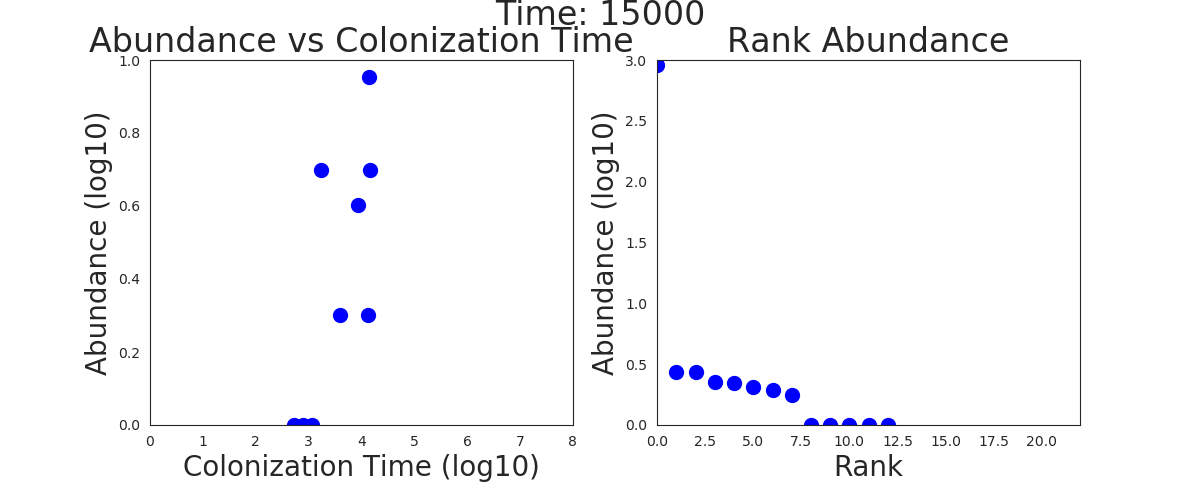 Time: 15000
Abundance vs Colonization Time
Rank Abundance
1.0
0.8
0.6
0.4
0.2
0.0
Abundance (log10)
0 1 2 3 4 5 6 7 8
Colonization Time (log10)
3.0
2.5
2.0
1.5
1.0
0.5
0.0
Abundance (log10)
0.0 2.5 5.0 7.5 10.0 12.5 15.0 17.5 20.0
Rank